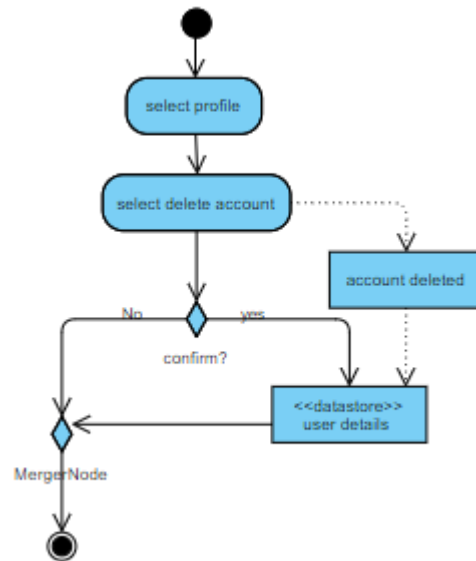 select profile
select delete account
account deleted
No
yes
confirm?
<<datastore>>
user details
MergerNode